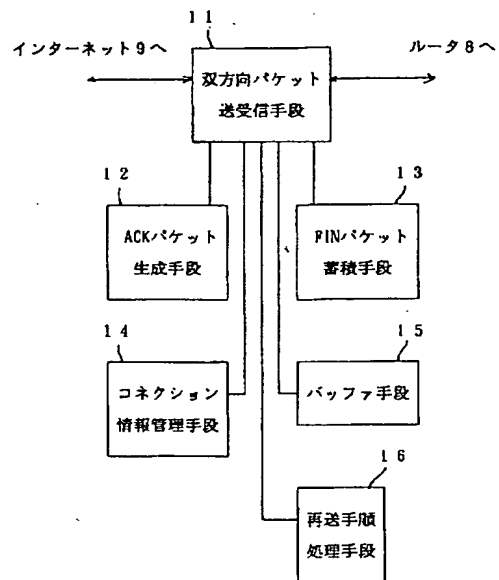 11
インターネット9へ
ルータ8へ
双方向パケット
送受信手段
12
13
ACKパケット
生成手段
FINパケット
蓄積手段
14
15
コネクション
情報管理手段
バッファ手段
16
再送手順
処理手段